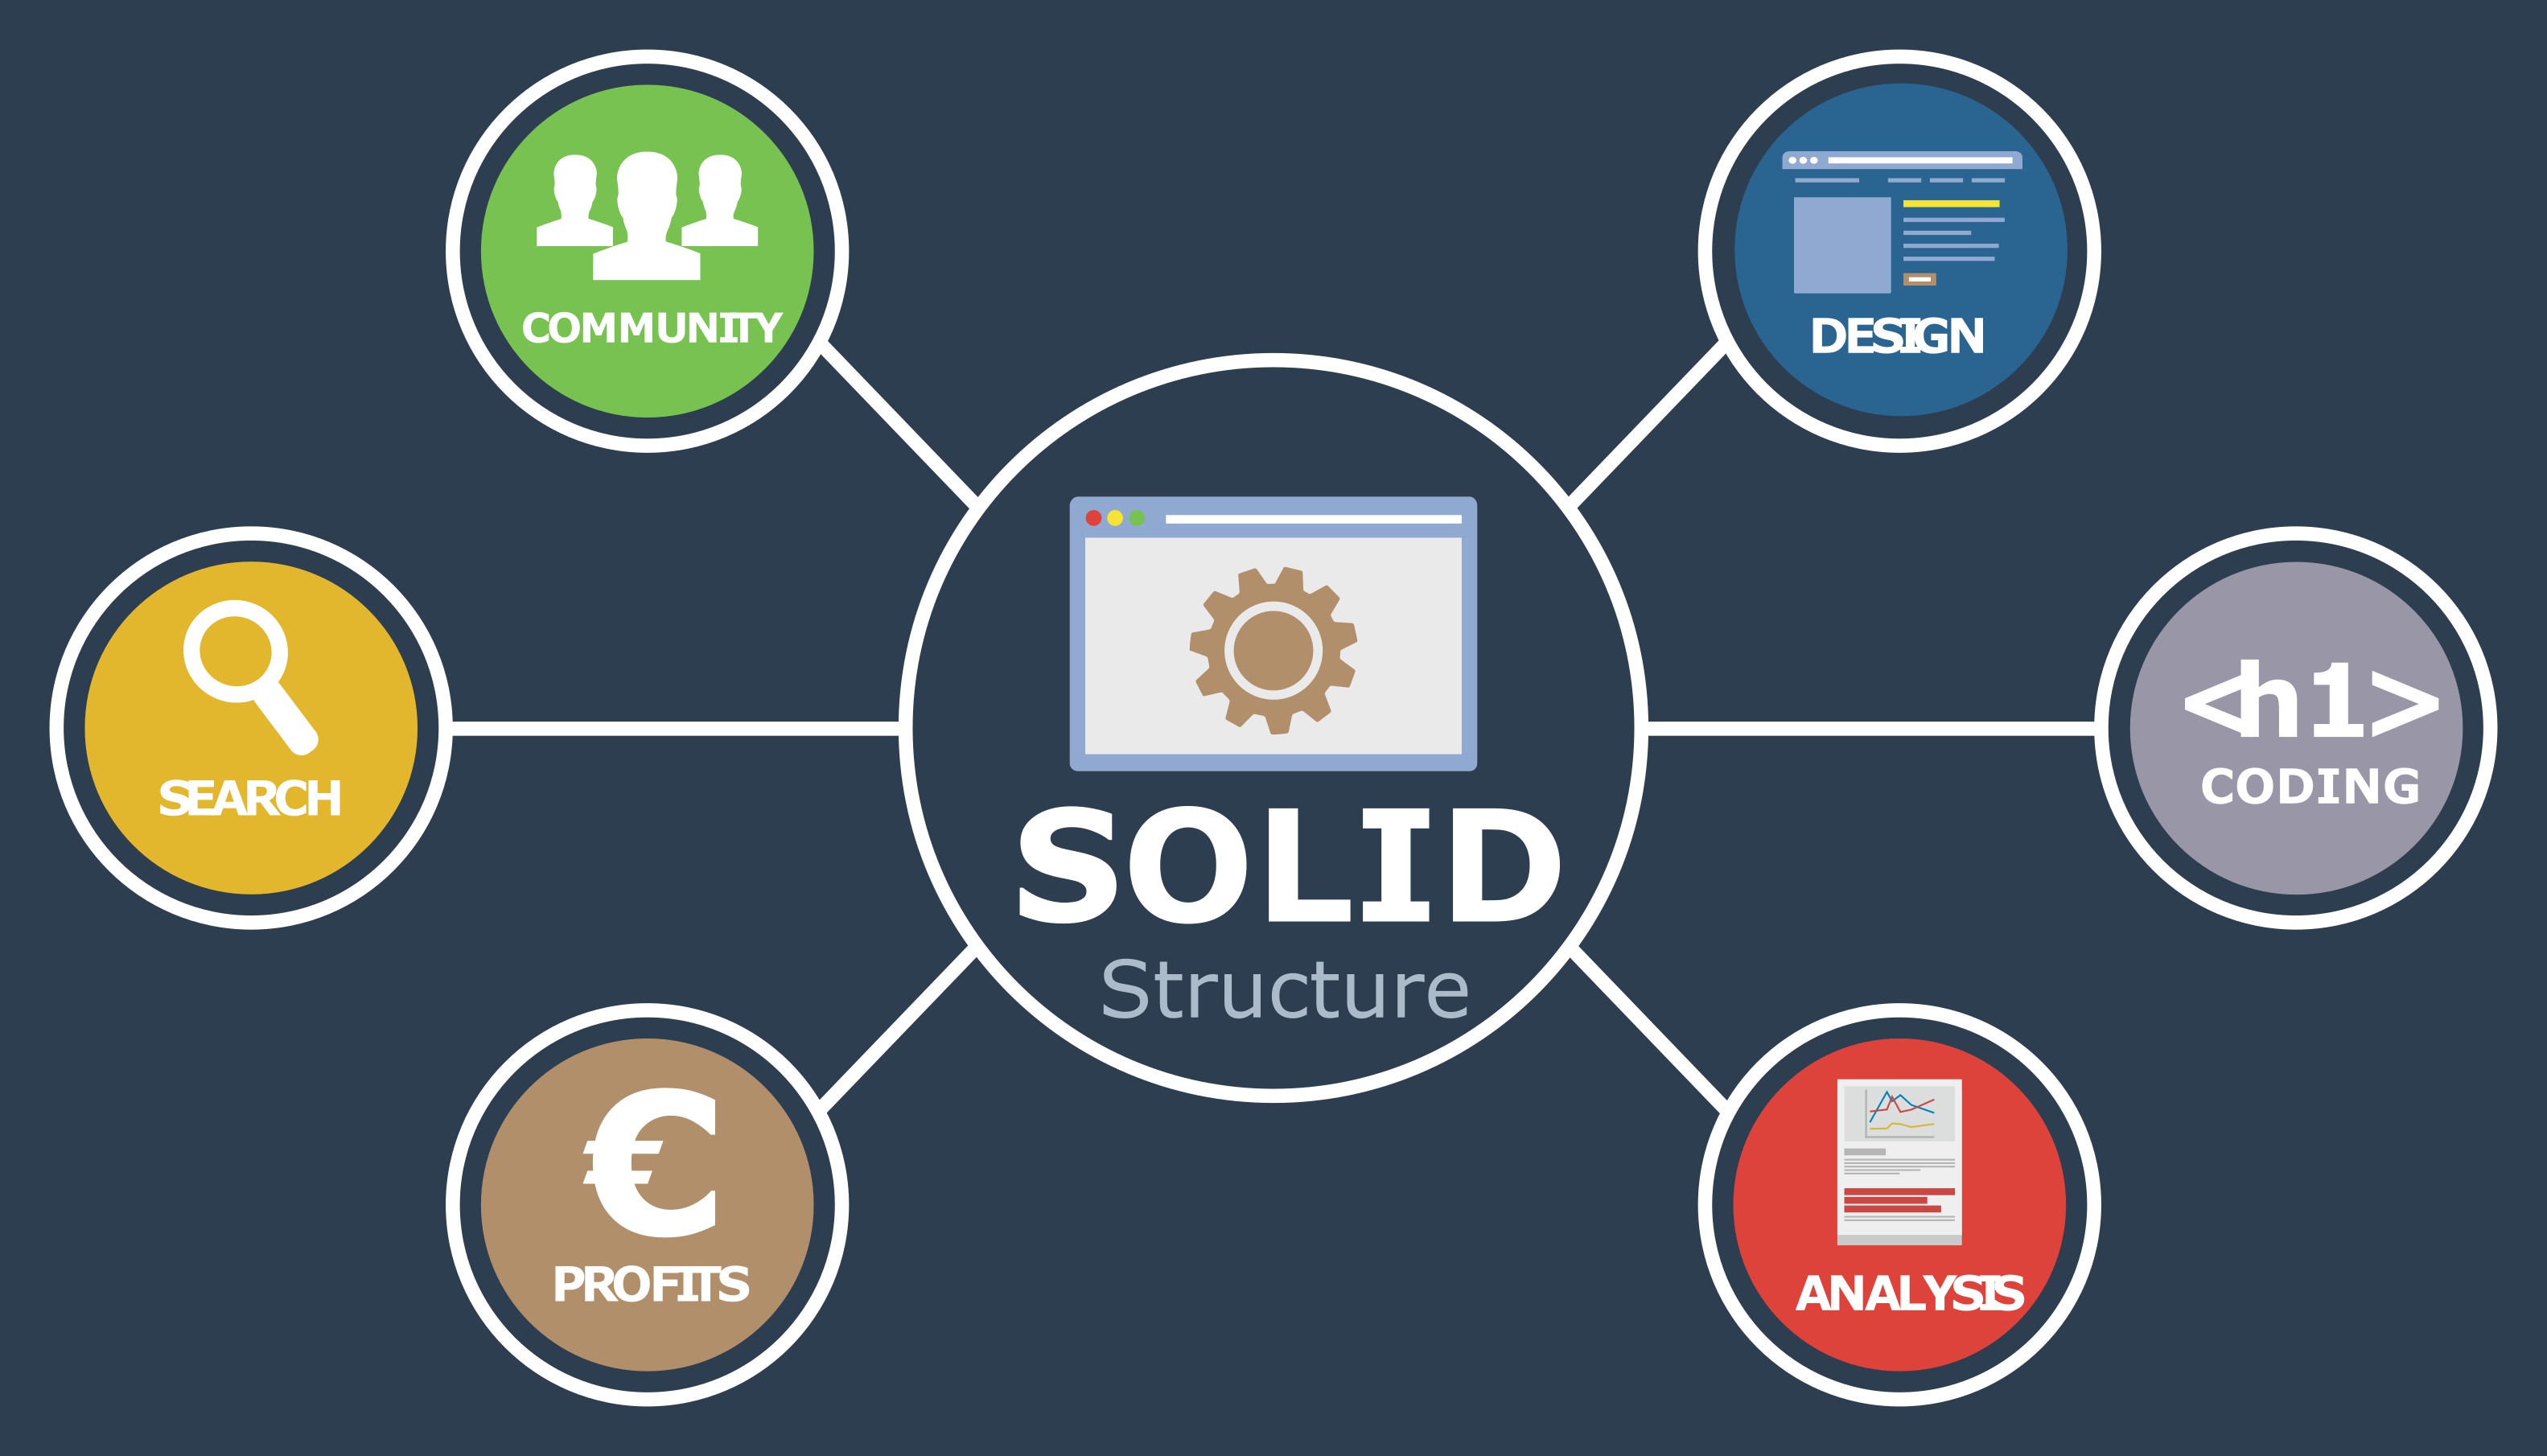 COMMUNITY
DESIGN
SEARCH
<h1>
CODING
SOLID
Structure
€
PROFITS
ANALYSIS